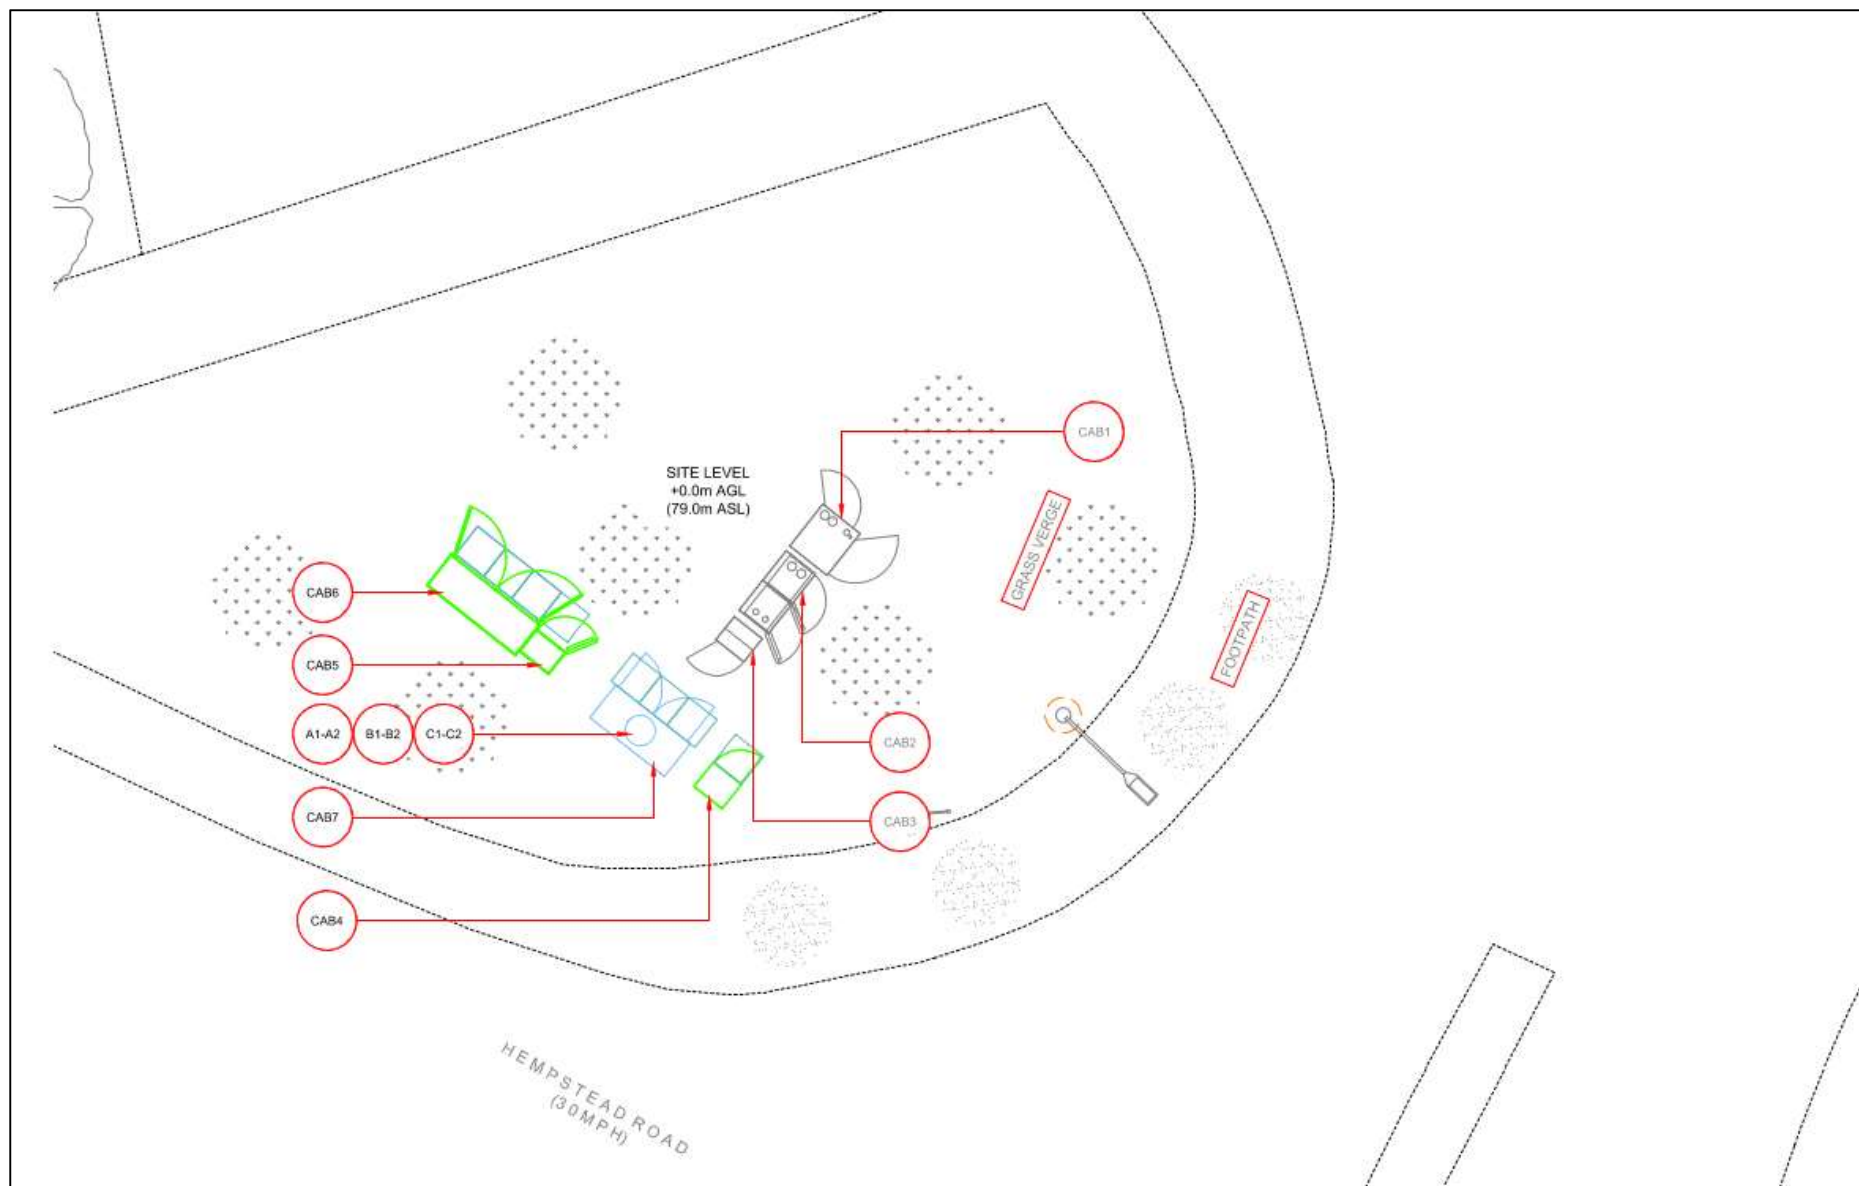 CAB1
SITE LEVEL
+0.0m AGL
(79.0m ASL)
GRASS VERGE
CAB6
FOOTPATH
CAB5
A1-A2
B1-B2
C1-C2
CAB2
CAB7
CAB3
CAB4
HEMPSTEAD ROAD
(30MPH)